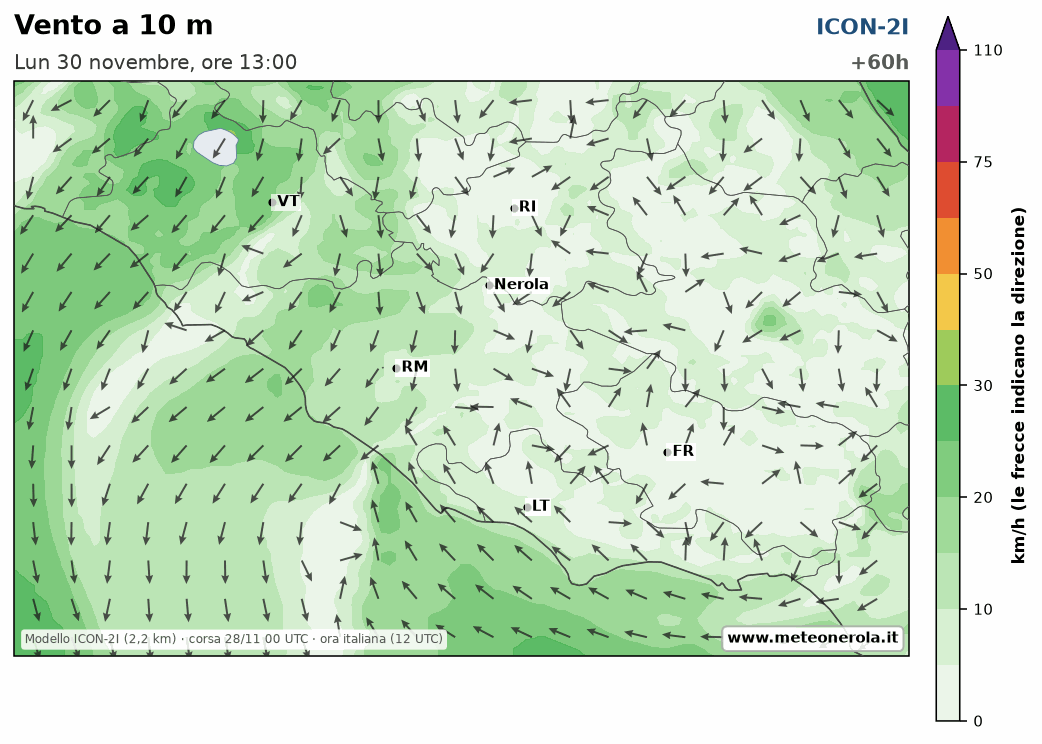 Vento a 10 m
ICON-2I
Lun 30 novembre, ore 13:00
+60h
110
75
50
30
20
10
0
km/h (le frecce indicano la direzione)
VT
RI
Nerola
RM
FR
LT
Modello ICON-2I (2,2 km) · corsa 28/11 00 UTC · ora italiana (12 UTC)
www.meteonerola.it